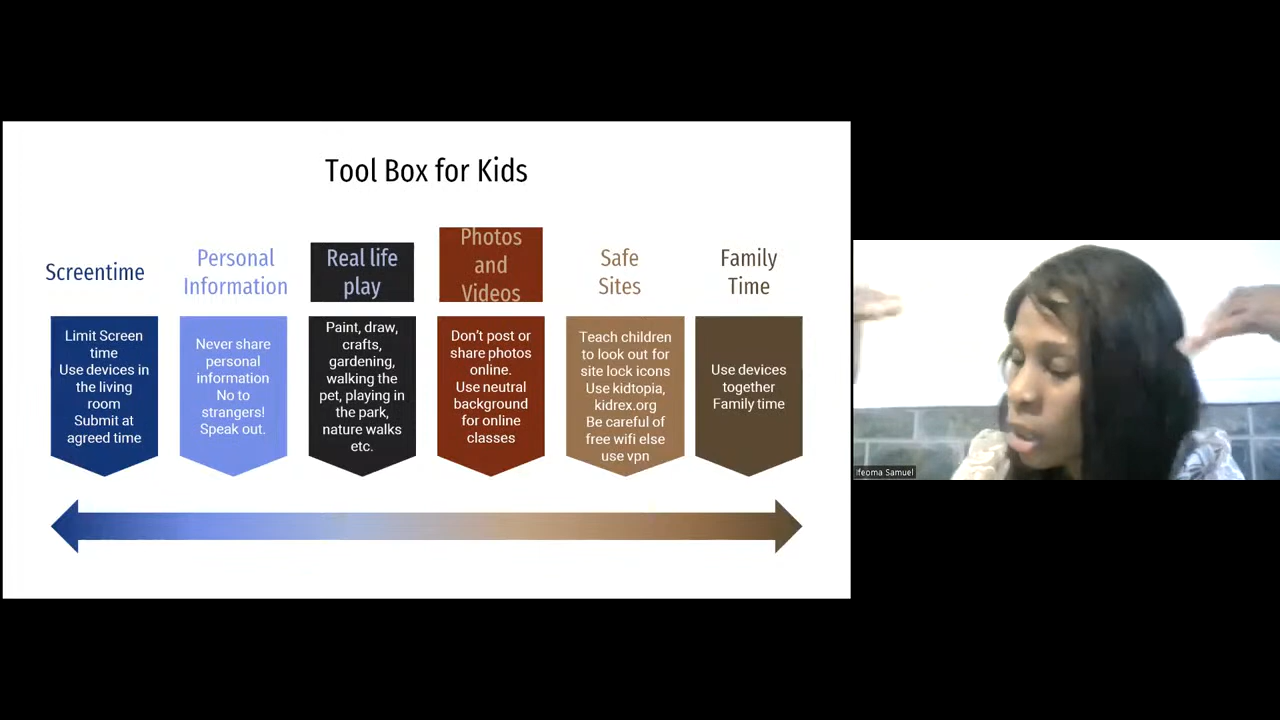 Tool Box for Kids
Screentime
Limit Screen
time
Use devices in
the living
room
Submit at
agreed time
Personal
Information
Never share
personal
information
No to
strangers!
Speak out.
Real life
play
Paint, draw,
crafts,
gardening,
walking the
pet, playing in
the park,
nature walks
etc.
Photos
and
Videos
Don't post or
share photos
online.
Use neutral
background
for online
classes
Safe
Sites
Teach children
to look out for
site lock icons
Use kidtopia,
kidrex.org
Be careful of
free wifi else
use vpn
Family
Time
Use devices
together
Family time
Ifeoma Samuel